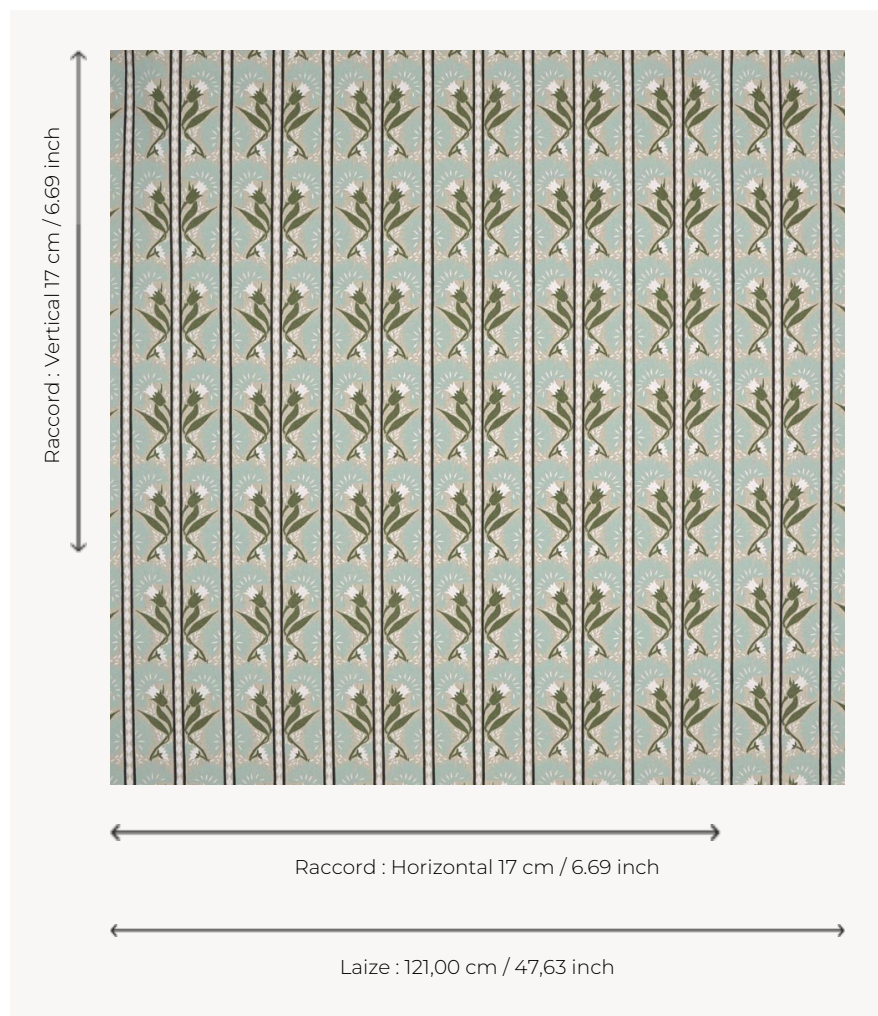 Raccord : Vertical 17 cm / 6.69 inch
Raccord : Horizontal 17 cm / 6.69 inch
Laize : 121,00 cm / 47,63 inch